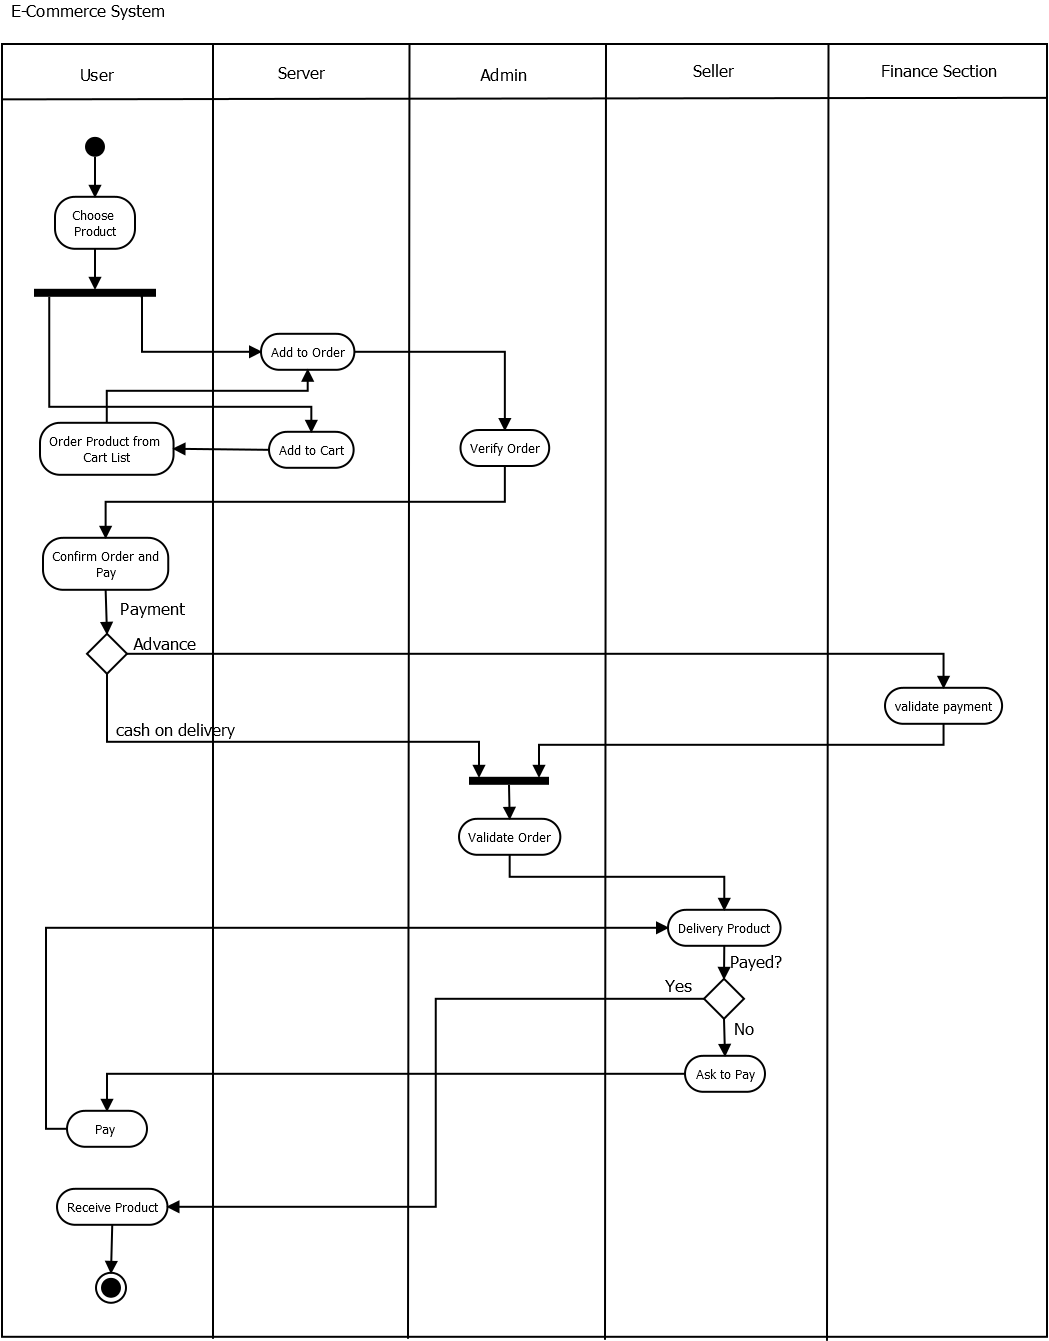 E-Commerce System
User
Server
Admin
Seller
Finance Section
Choose
Product
Add to Order
Order Product from
Cart List
Add to Cart
Verify Order
Confirm Order and
Pay
Payment
Advance
validate payment
cash on delivery
Validate Order
Delivery Product
Payed?
Yes
No
Ask to Pay
Pay
Receive Product